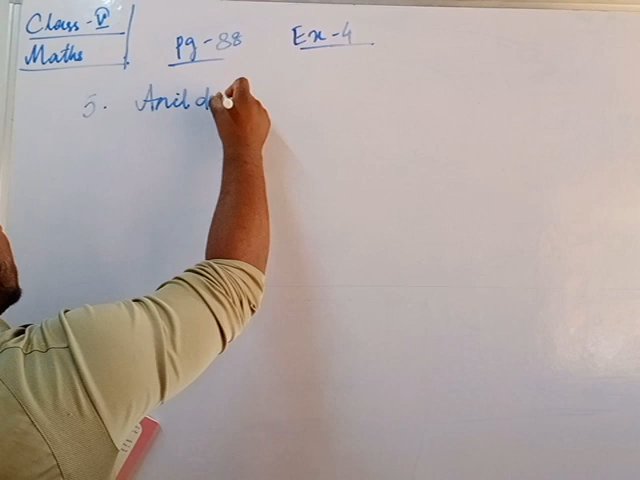 Class - V
Maths
Pg - 88
Ex - 4
5. Anil